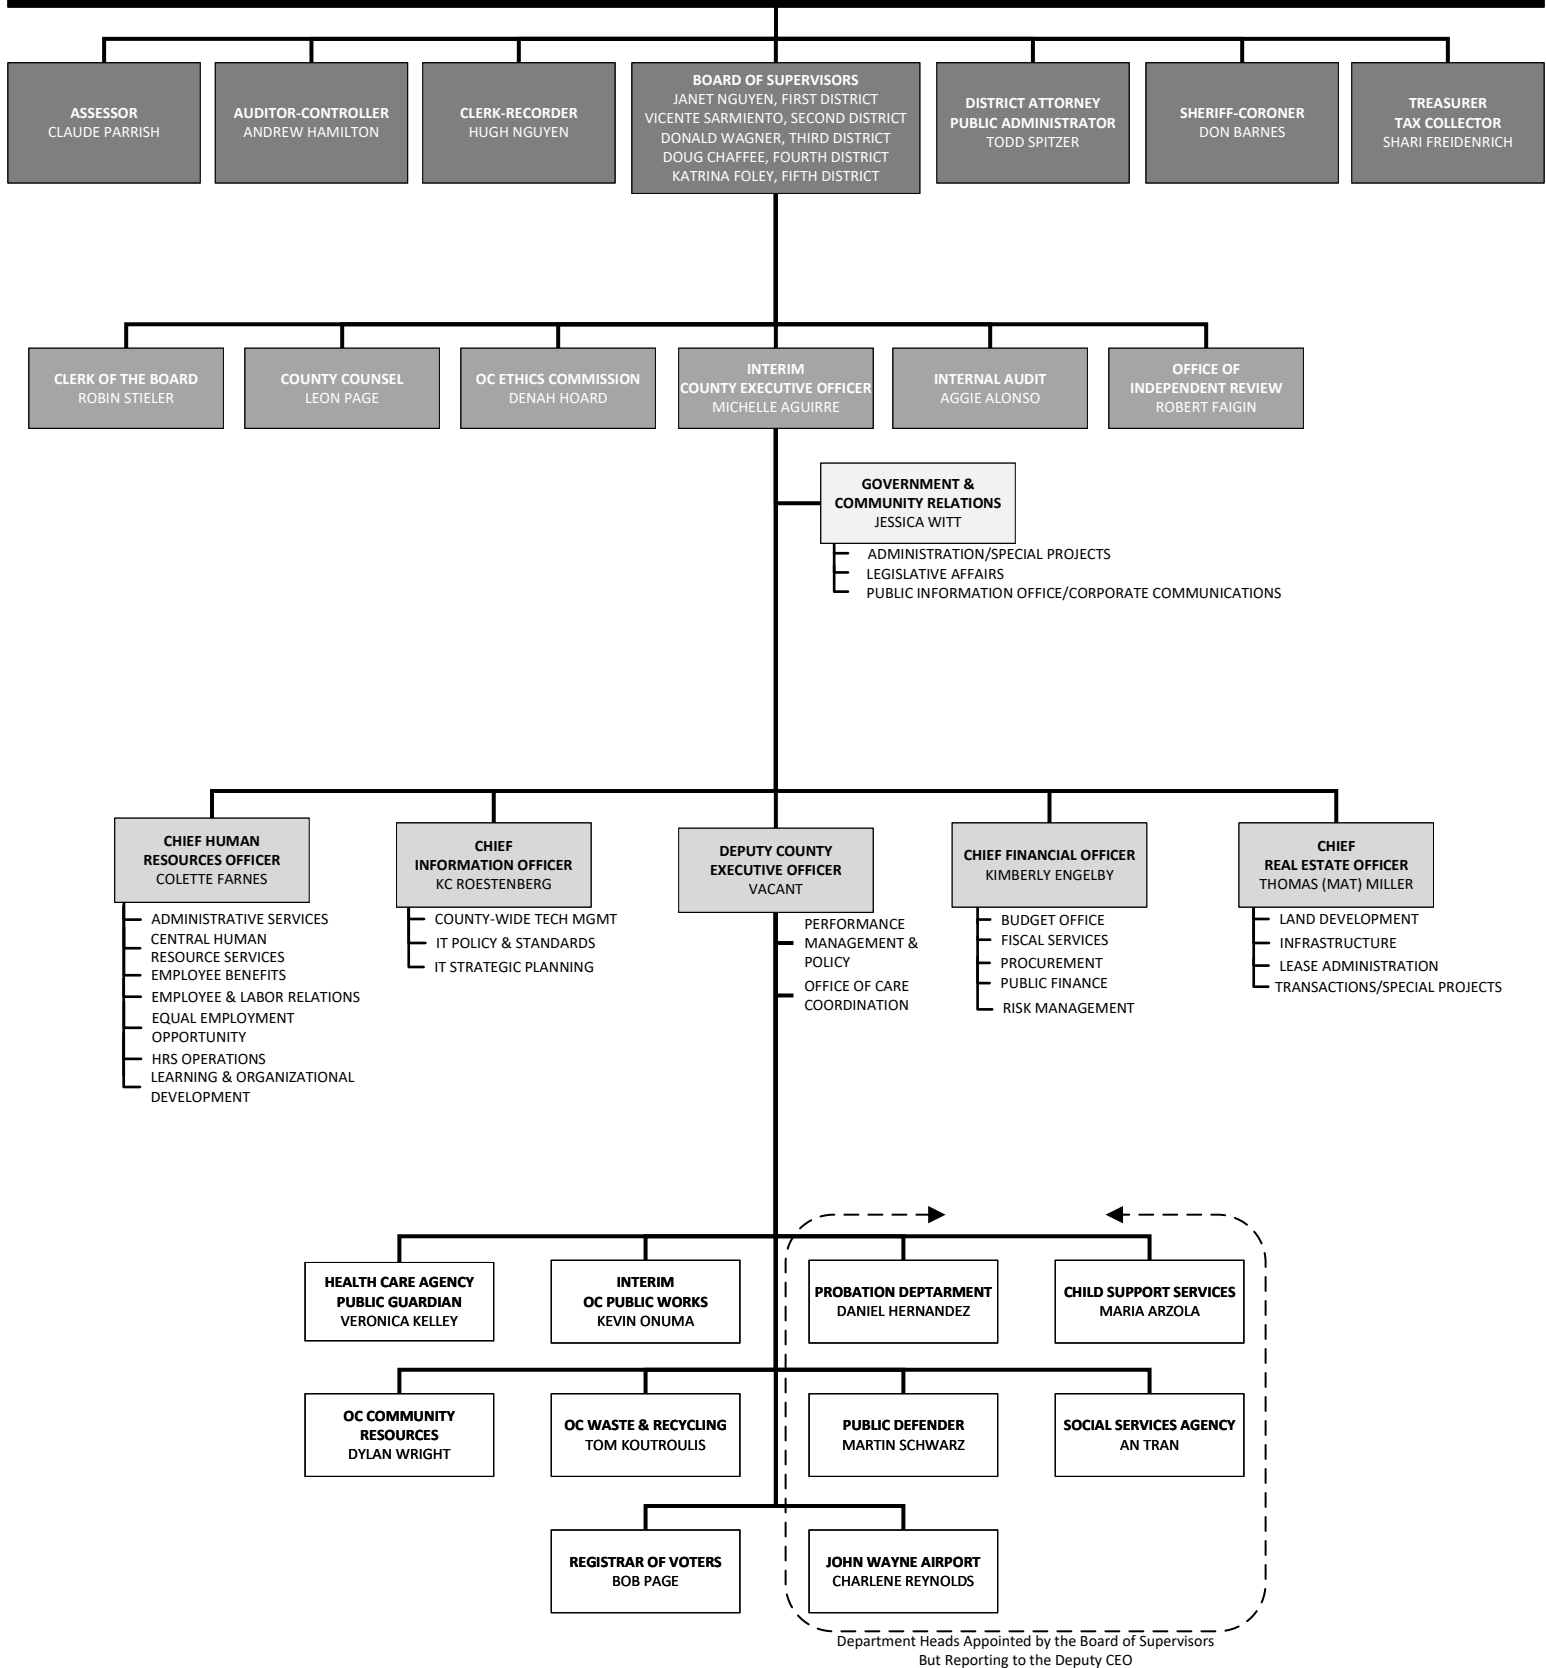 ASSESSOR
CLAUDE PARRISH
AUDITOR-CONTROLLER
ANDREW HAMILTON
CLERK-RECORDER
HUGH NGUYEN
BOARD OF SUPERVISORS
JANET NGUYEN, FIRST DISTRICT
VICENTE SARMIENTO, SECOND DISTRICT
DONALD WAGNER, THIRD DISTRICT
DOUG CHAFFEE, FOURTH DISTRICT
KATRINA FOLEY, FIFTH DISTRICT
DISTRICT ATTORNEY
PUBLIC ADMINISTRATOR
TODD SPITZER
SHERIFF-CORONER
DON BARNES
TREASURER
TAX COLLECTOR
SHARI FREIDENRICH
CLERK OF THE BOARD
ROBIN STIELER
COUNTY COUNSEL
LEON PAGE
OC ETHICS COMMISSION
DENAH HOARD
INTERIM
COUNTY EXECUTIVE OFFICER
MICHELLE AGUIRRE
INTERNAL AUDIT
AGGIE ALONSO
OFFICE OF
INDEPENDENT REVIEW
ROBERT FAIGIN
GOVERNMENT &
COMMUNITY RELATIONS
JESSICA WITT
ADMINISTRATION/SPECIAL PROJECTS
LEGISLATIVE AFFAIRS
PUBLIC INFORMATION OFFICE/CORPORATE COMMUNICATIONS
CHIEF HUMAN
RESOURCES OFFICER
COLETTE FARNES
ADMINISTRATIVE SERVICES
CENTRAL HUMAN
RESOURCE SERVICES
EMPLOYEE BENEFITS
EMPLOYEE & LABOR RELATIONS
EQUAL EMPLOYMENT
OPPORTUNITY
HRS OPERATIONS
LEARNING & ORGANIZATIONAL
DEVELOPMENT
CHIEF
INFORMATION OFFICER
KC ROESTENBERG
COUNTY-WIDE TECH MGMT
IT POLICY & STANDARDS
IT STRATEGIC PLANNING
DEPUTY COUNTY
EXECUTIVE OFFICER
VACANT
PERFORMANCE
MANAGEMENT &
POLICY
OFFICE OF CARE
COORDINATION
CHIEF FINANCIAL OFFICER
KIMBERLY ENGELBY
BUDGET OFFICE
FISCAL SERVICES
PROCUREMENT
PUBLIC FINANCE
RISK MANAGEMENT
CHIEF
REAL ESTATE OFFICER
THOMAS (MAT) MILLER
LAND DEVELOPMENT
INFRASTRUCTURE
LEASE ADMINISTRATION
TRANSACTIONS/SPECIAL PROJECTS
HEALTH CARE AGENCY
PUBLIC GUARDIAN
VERONICA KELLEY
INTERIM
OC PUBLIC WORKS
KEVIN ONUMA
PROBATION DEPTARMENT
DANIEL HERNANDEZ
CHILD SUPPORT SERVICES
MARIA ARZOLA
OC COMMUNITY
RESOURCES
DYLAN WRIGHT
OC WASTE & RECYCLING
TOM KOUTROULIS
PUBLIC DEFENDER
MARTIN SCHWARZ
SOCIAL SERVICES AGENCY
AN TRAN
REGISTRAR OF VOTERS
BOB PAGE
JOHN WAYNE AIRPORT
CHARLENE REYNOLDS
Department Heads Appointed by the Board of Supervisors
But Reporting to the Deputy CEO